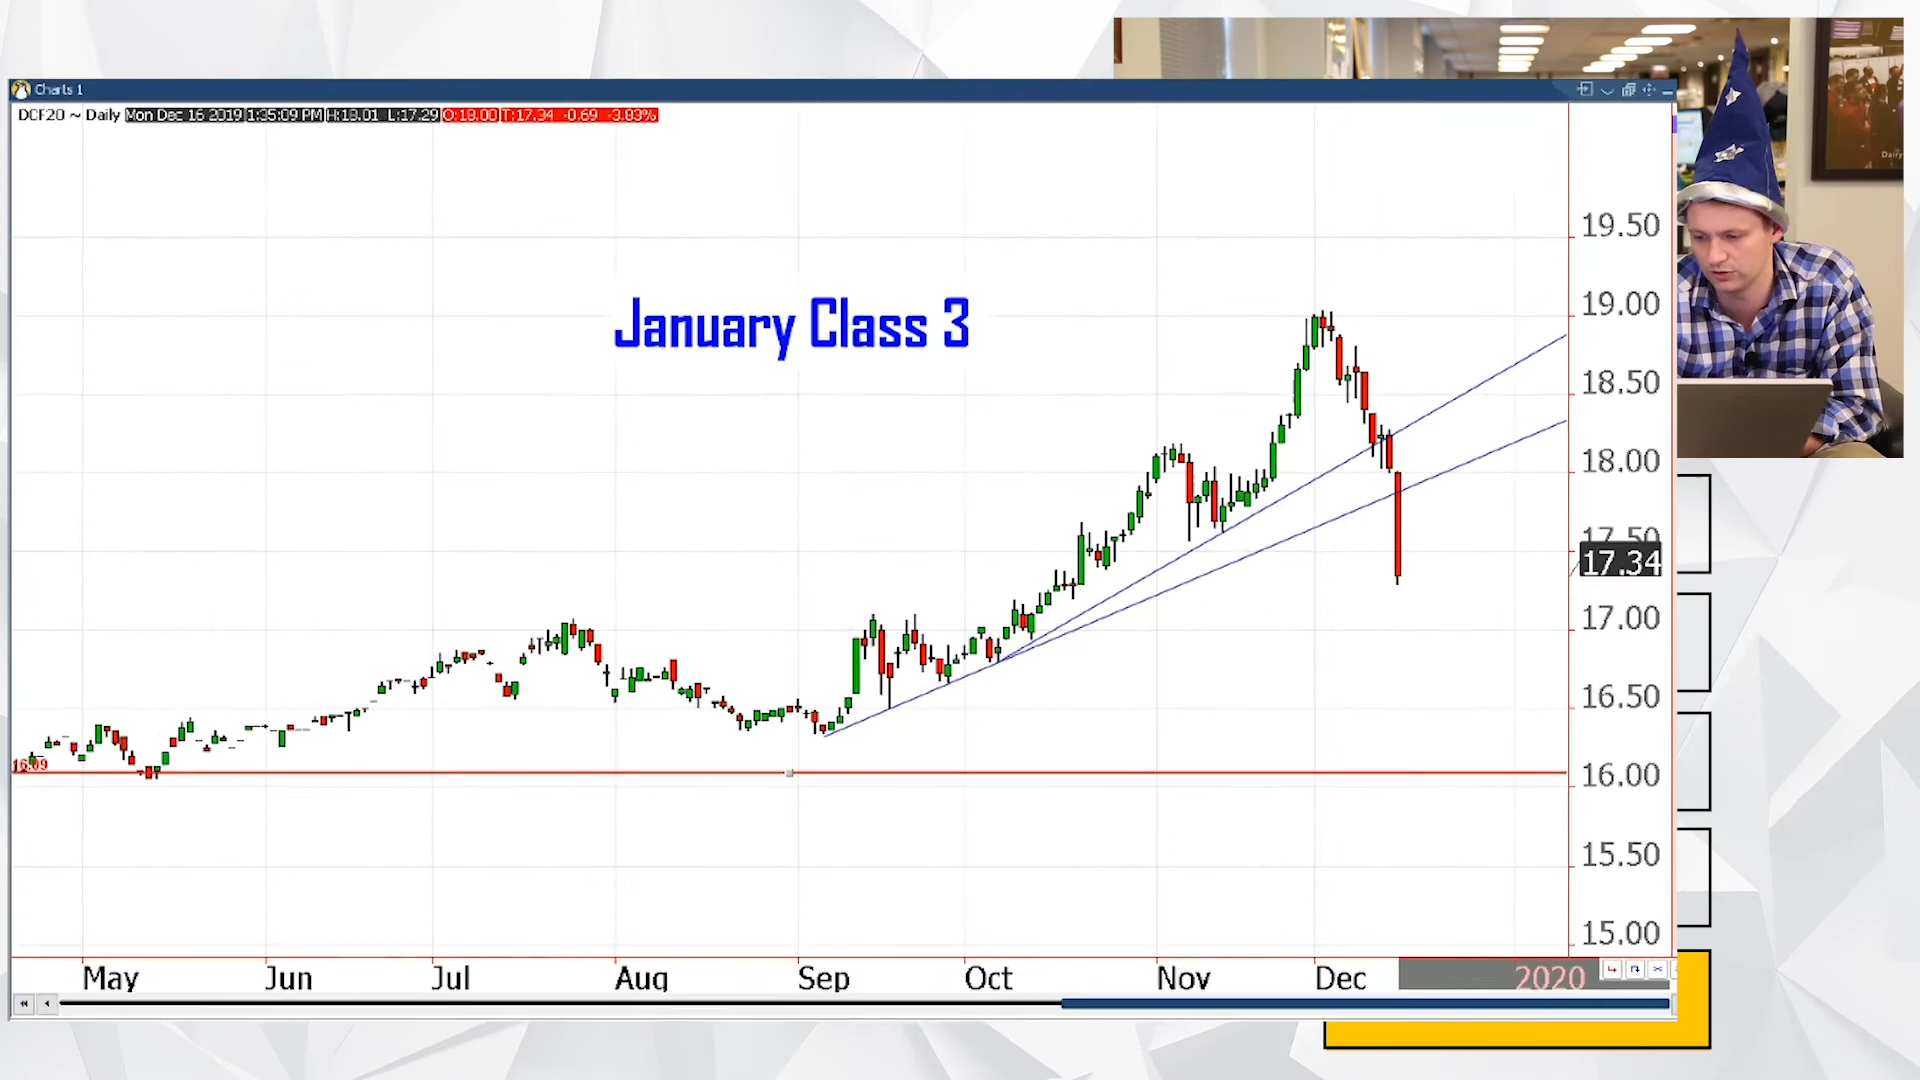 Charts 1
DCF20 ~ Daily Mon Dec 16 2019 1:35:09 PM H:18.01 L:17.29 O:18.00 T:17.34 -0.69 -3.83%
January Class 3
Dairy
19.50
19.00
18.50
18.00
17.50
17.34
17.00
16.50
16.09
16.00
15.50
15.00
May Jun Jul Aug Sep Oct Nov Dec 2020